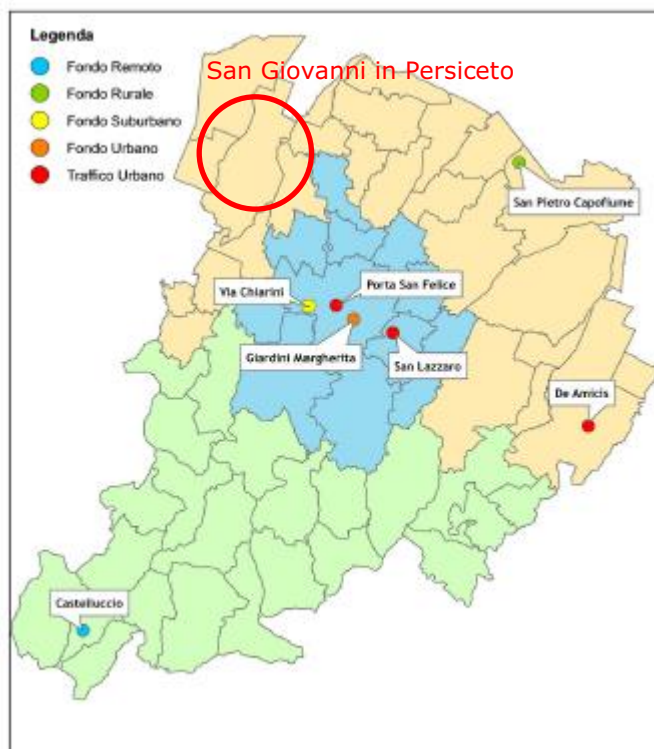 Legenda
Fondo Remoto
Fondo Rurale
Fondo Suburbano
Fondo Urbano
Traffico Urbano
San Giovanni in Persiceto
San Pietro Capofiume
Via Chiarini
Porta San Felice
Giardini Margherita
San Lazzaro
De Amicis
Castelluccio